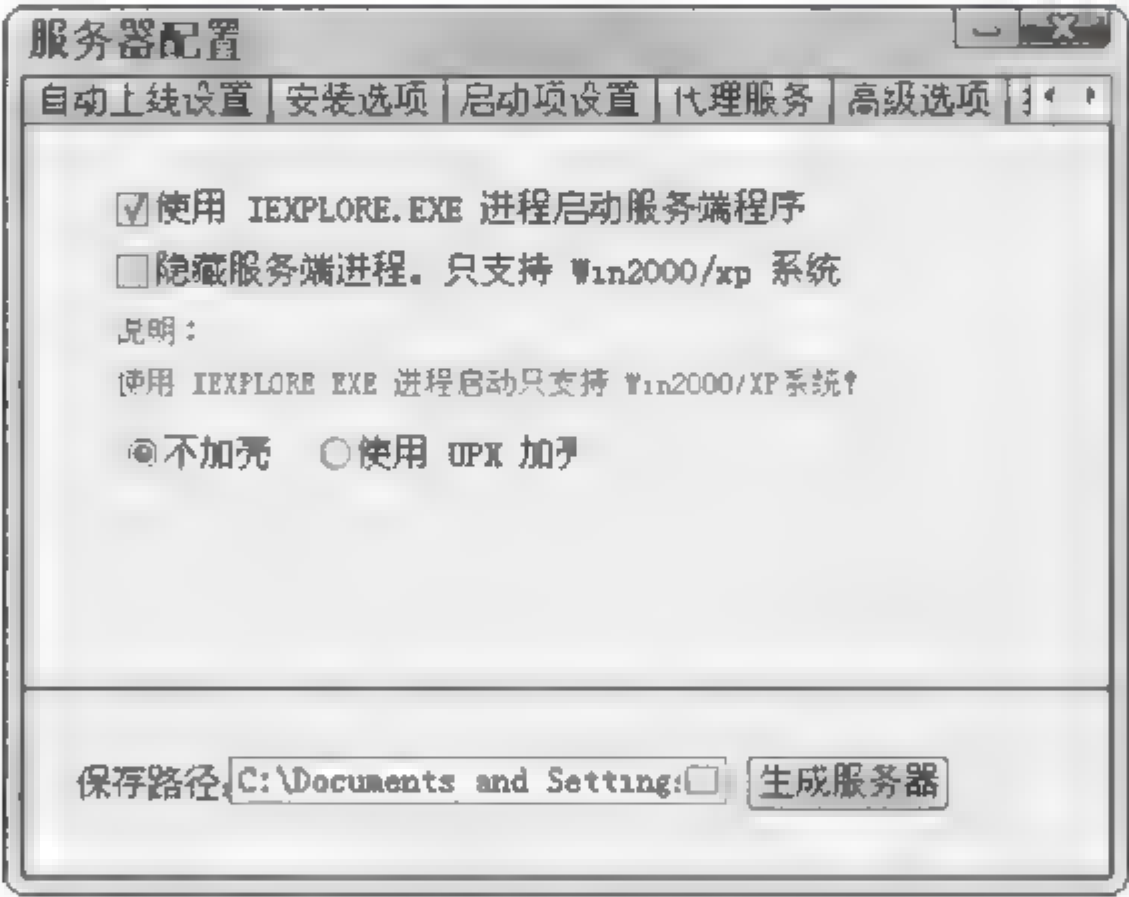 服务器配置
自动上线设置 安装选项 启动项设置 代理服务 高级选项
使用 IEXPLORE.EXE 进程启动服务端程序
隐藏服务端进程。只支持 Win2000/xp 系统
说明：
使用 IEXPLORE EXE 进程启动只支持 Win2000/XP系统!
不加壳 使用 UPX 加壳
保存路径: C:\Documents and Settings 生成服务器